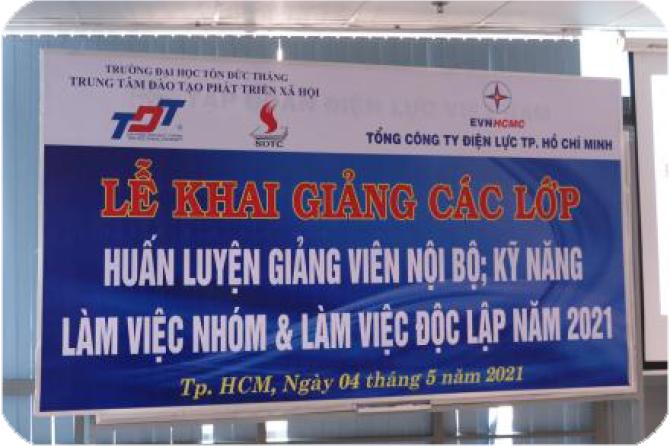 TRƯỜNG ĐẠI HỌC TÔN ĐỨC THẮNG
TRUNG TÂM ĐÀO TẠO PHÁT TRIỂN XÃ HỘI
TDT
SDTC
EVNHCMC
TỔNG CÔNG TY ĐIỆN LỰC TP. HỒ CHÍ MINH
LỄ KHAI GIẢNG CÁC LỚP
HUẤN LUYỆN GIẢNG VIÊN NỘI BỘ; KỸ NĂNG
LÀM VIỆC NHÓM & LÀM VIỆC ĐỘC LẬP NĂM 2021
Tp. HCM, Ngày 04 tháng 5 năm 2021